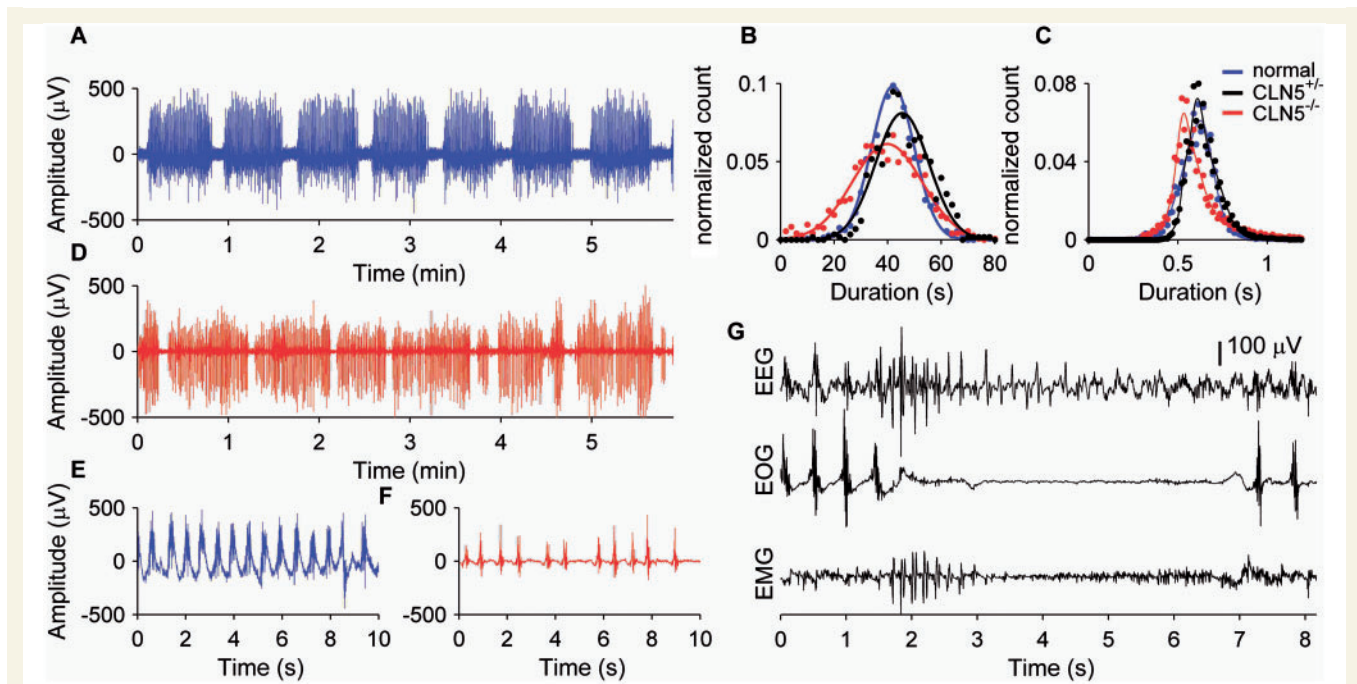 A
Amplitude (μV)
500
0
-500
0 1 2 3 4 5
Time (min)
B
normalized count
0.1
0.05
0
0 20 40 60 80
Duration (s)
C
normalized count
0.08
0.04
0
0 0.5 1
Duration (s)
normal
CLN5+/-
CLN5-/-
D
Amplitude (μV)
500
0
-500
0 1 2 3 4 5
Time (min)
E
Amplitude (μV)
500
0
-500
0 2 4 6 8 10
Time (s)
F
500
0
-500
0 2 4 6 8 10
Time (s)
G
100 μV
EEG
EOG
EMG
0 1 2 3 4 5 6 7 8
Time (s)